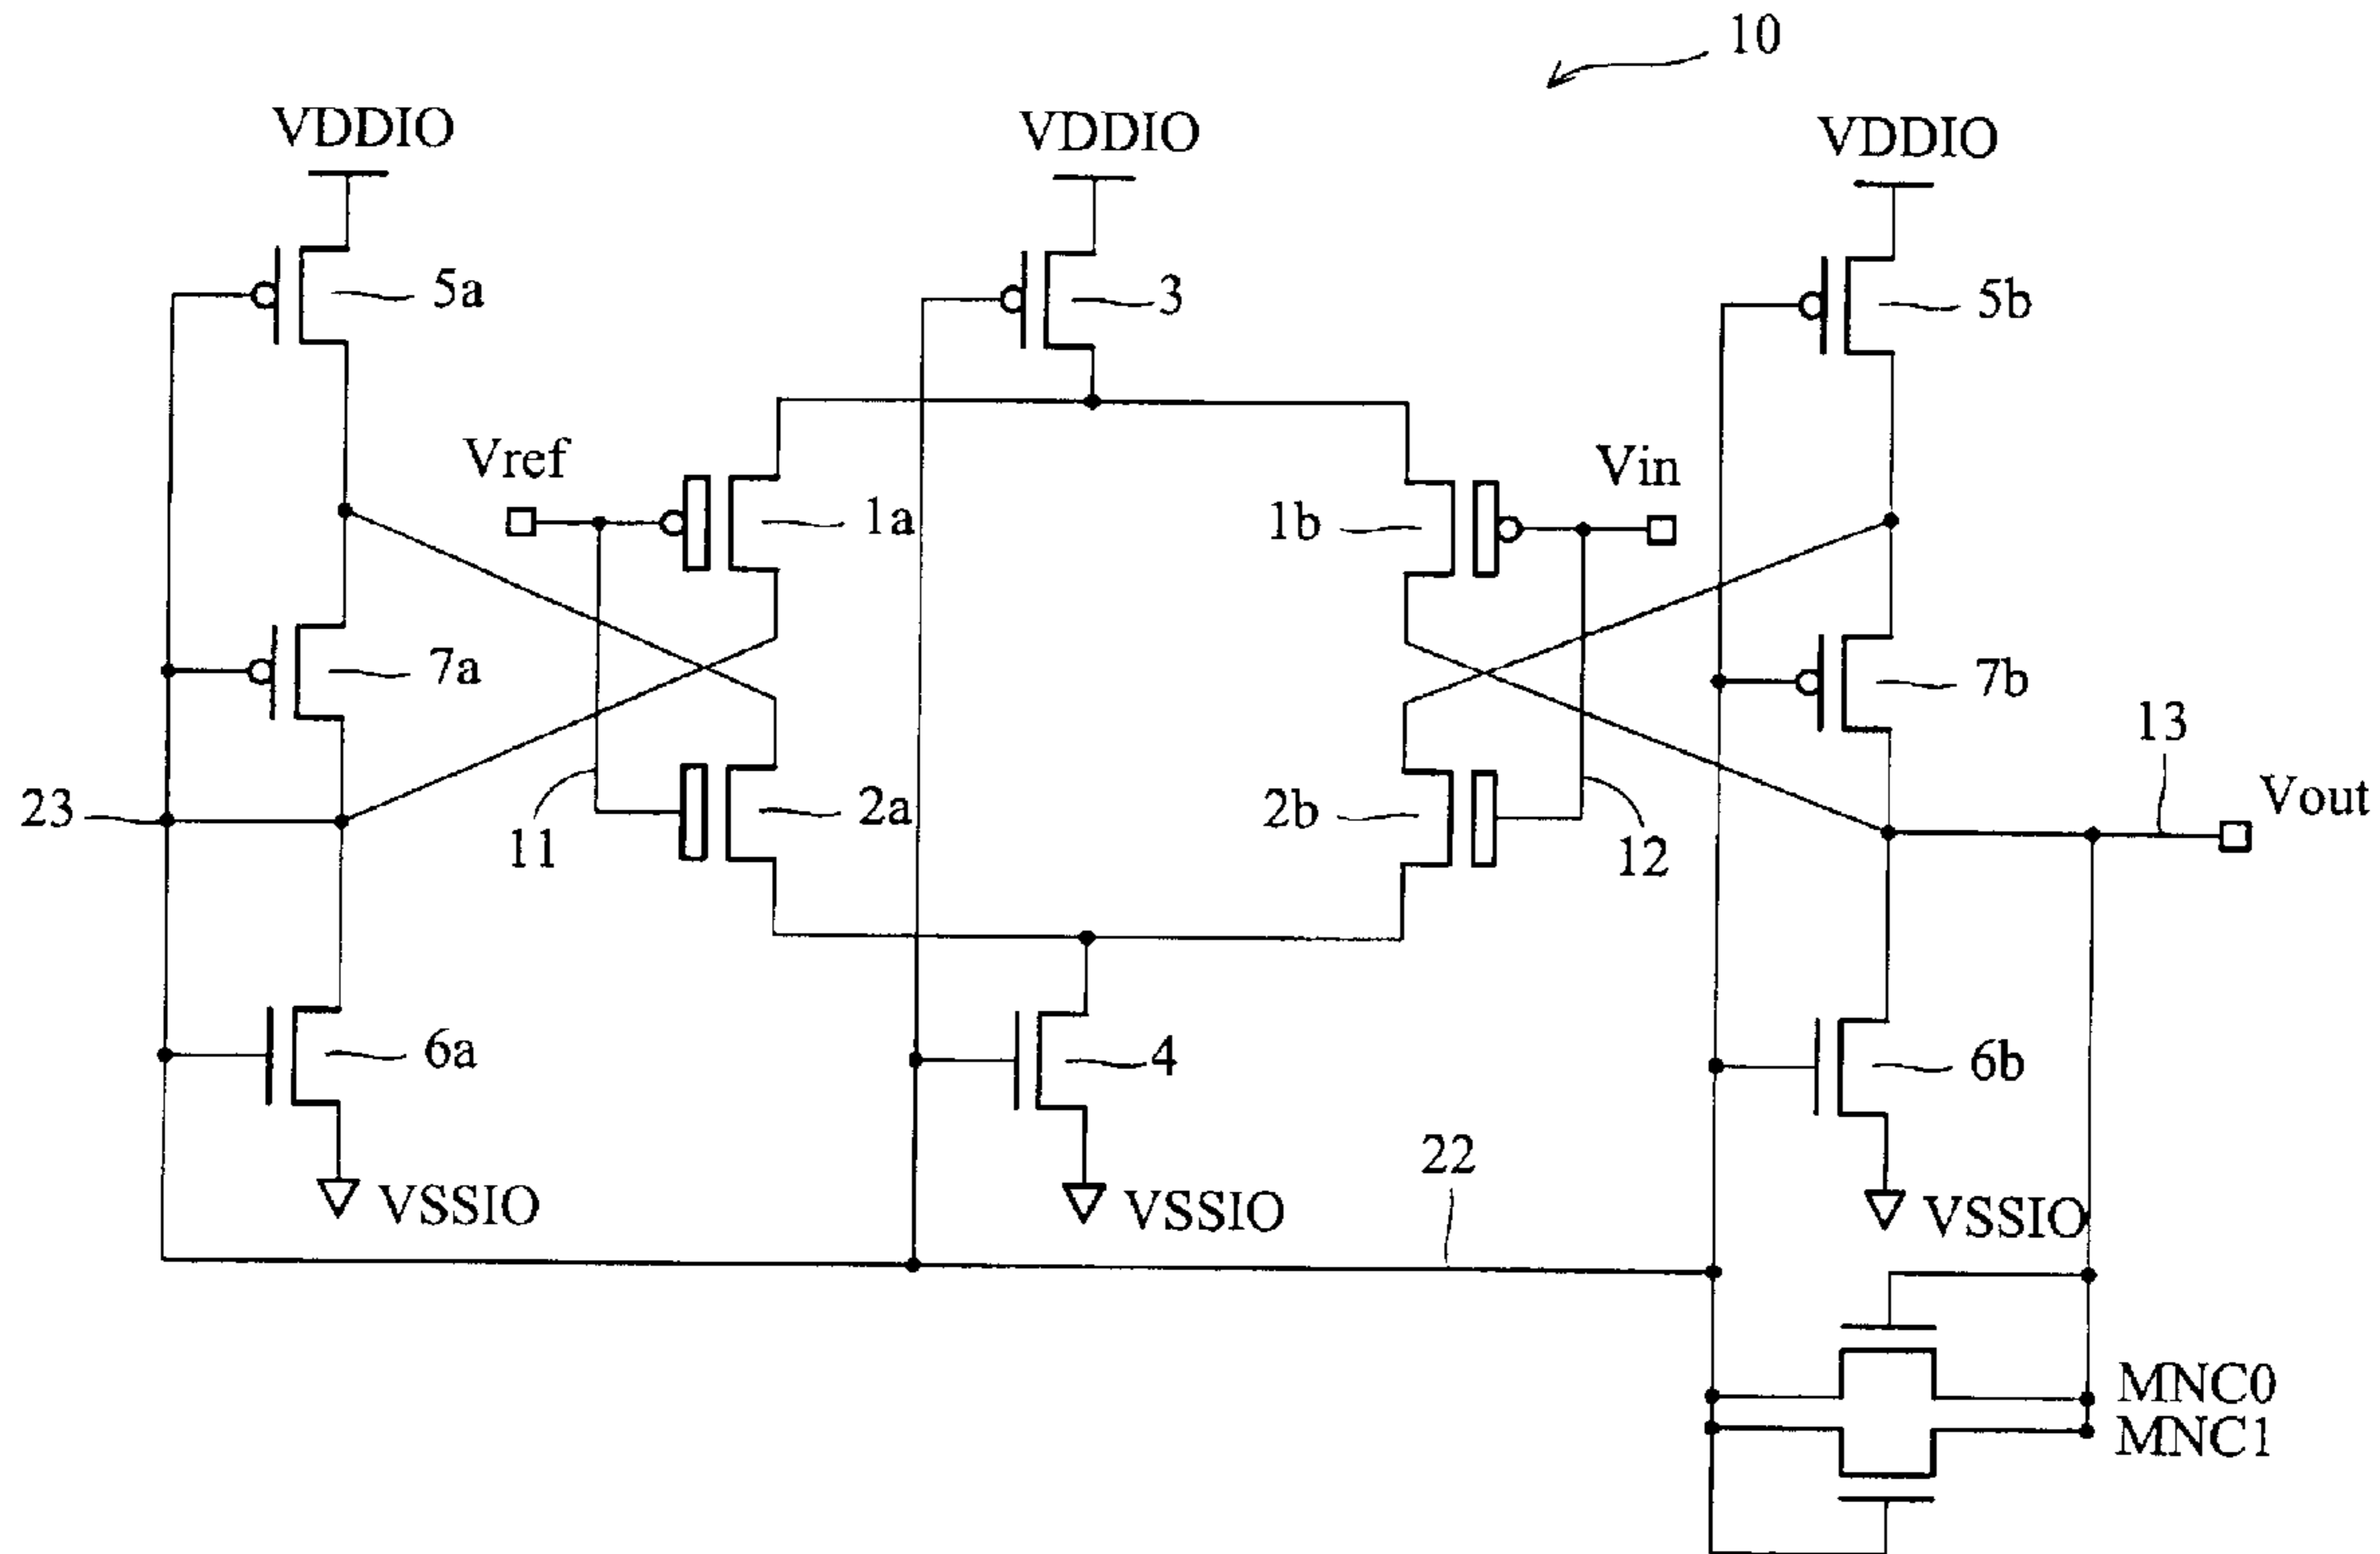 10
VDDIO
VDDIO
VDDIO
5a
3
5b
Vref
Vin
1a
1b
7a
7b
13
23
2a
2b
Vout
11
12
6a
4
6b
22
VSSIO
VSSIO
VSSIO
MNC0
MNC1